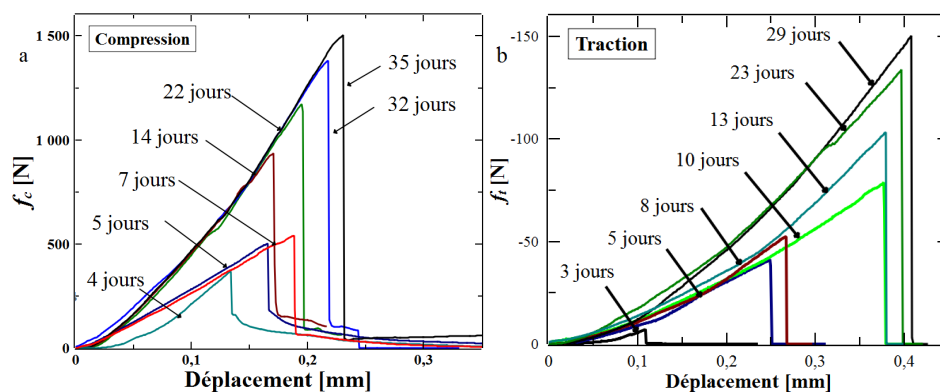 a
Compression
1 500
1 000
500
0
f_c [N]
35 jours
32 jours
22 jours
14 jours
7 jours
5 jours
4 jours
0
0,1
0,2
0,3
Déplacement [mm]
b
Traction
-150
-100
-50
0
f_t [N]
29 jours
23 jours
13 jours
10 jours
8 jours
5 jours
3 jours
0
0,1
0,2
0,3
0,4
Déplacement [mm]